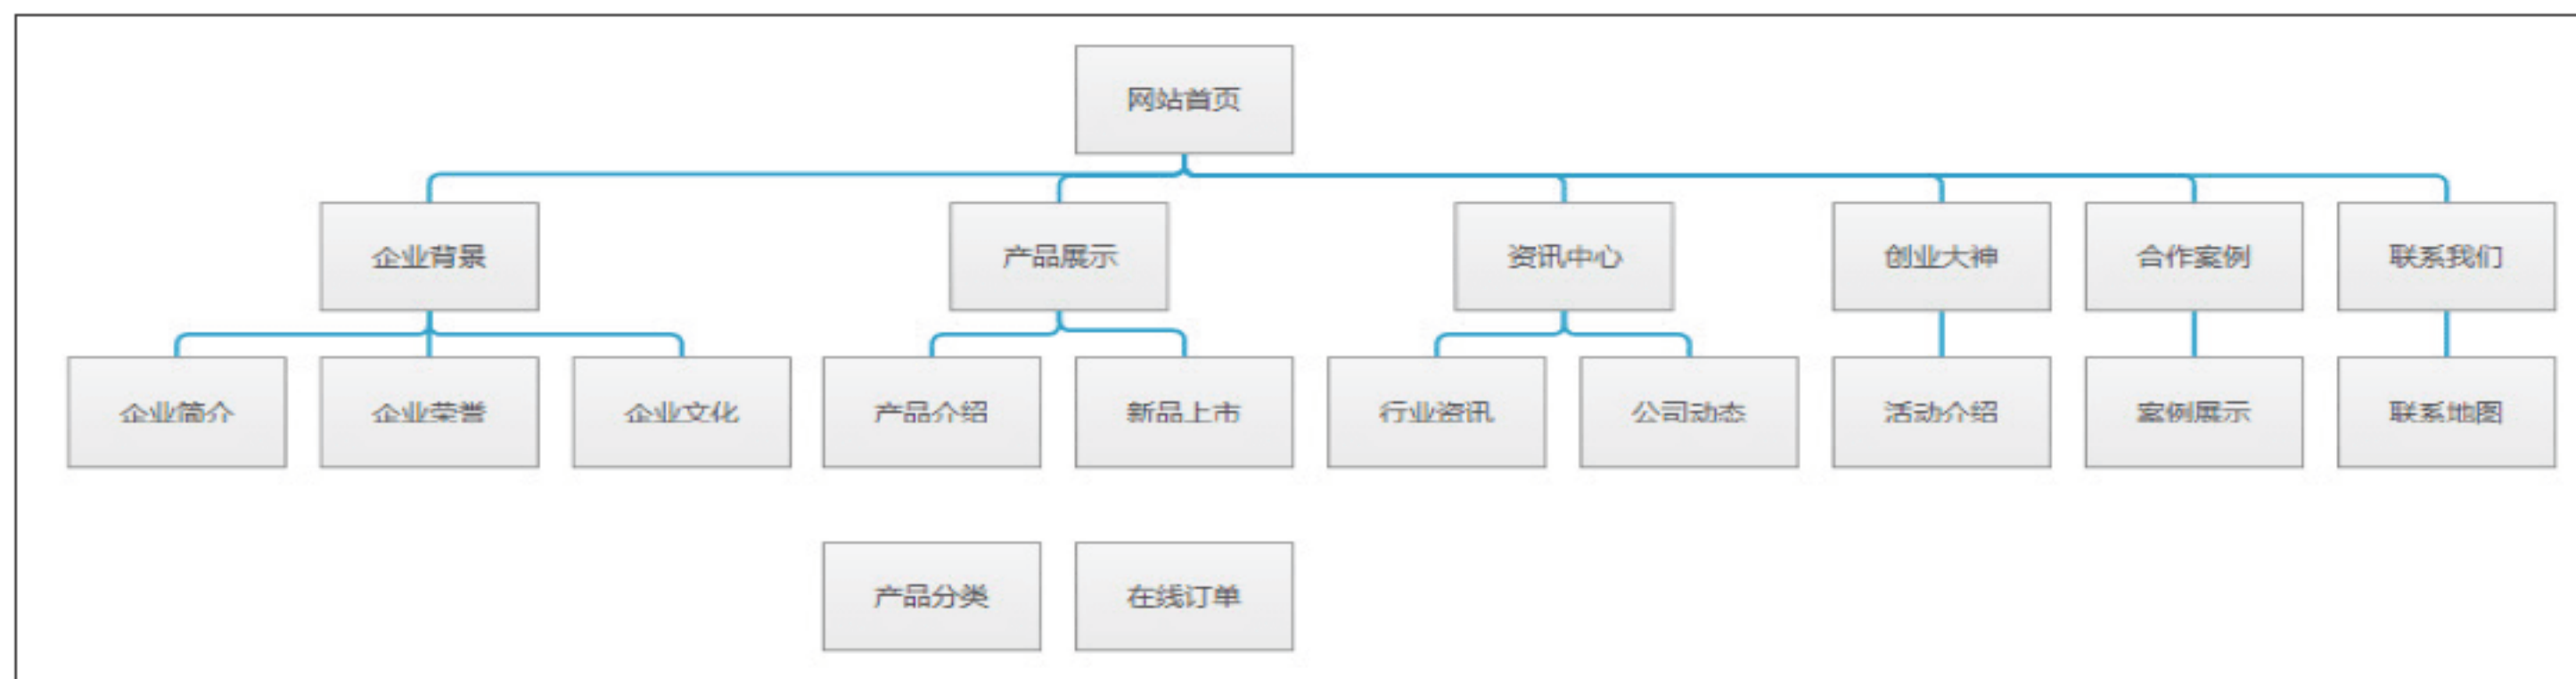 网站首页
企业背景
产品展示
资讯中心
创业大神
合作案例
联系我们
企业简介
企业荣誉
企业文化
产品介绍
新品上市
行业资讯
公司动态
活动介绍
案例展示
联系地图
产品分类
在线订单